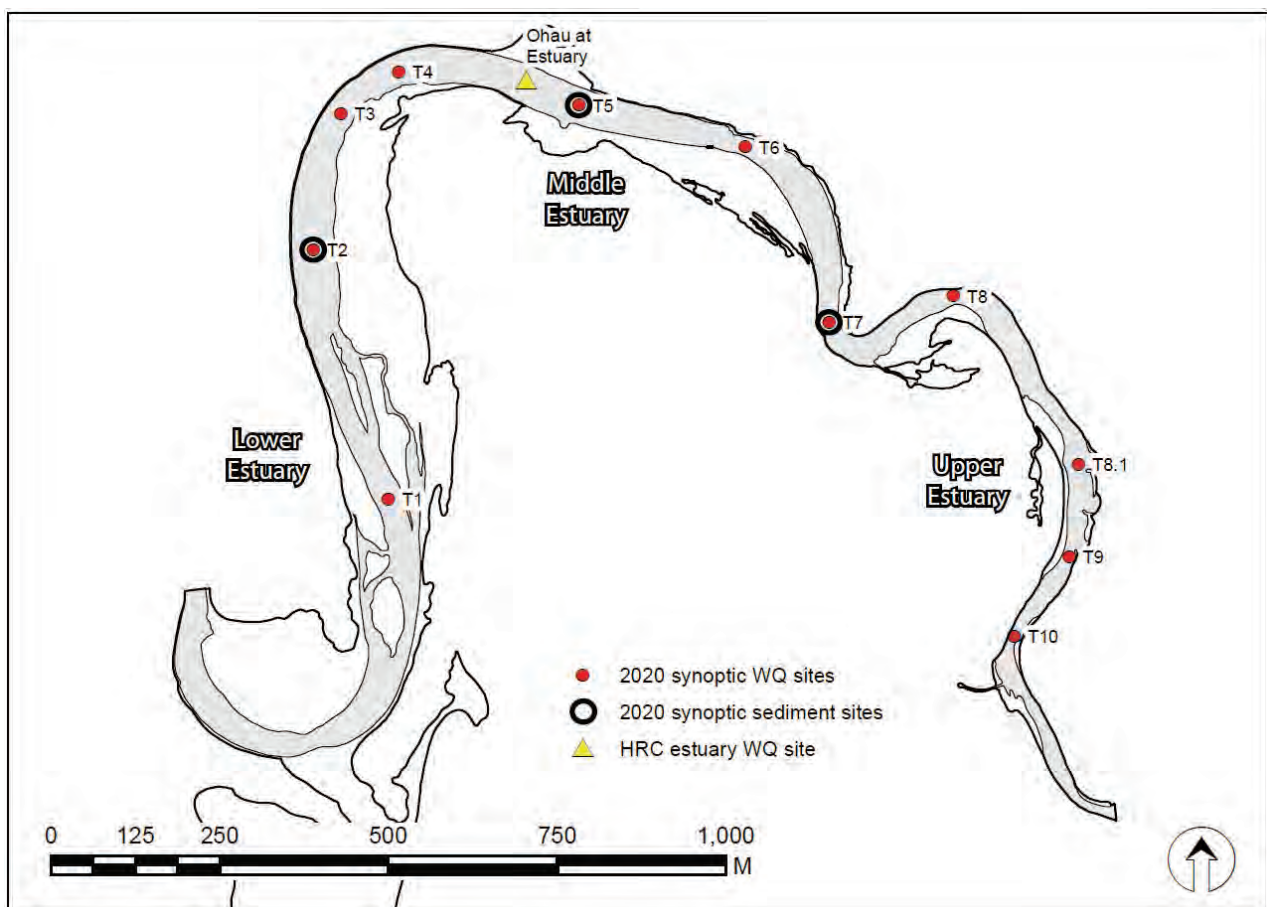 Ohau at
Estuary
T4
T5
T3
T6
Middle
Estuary
T2
T8
T7
Lower
Estuary
T8.1
Upper
Estuary
T1
T9
T10
2020 synoptic WQ sites
2020 synoptic sediment sites
HRC estuary WQ site
0 125 250 500 750 1,000
M